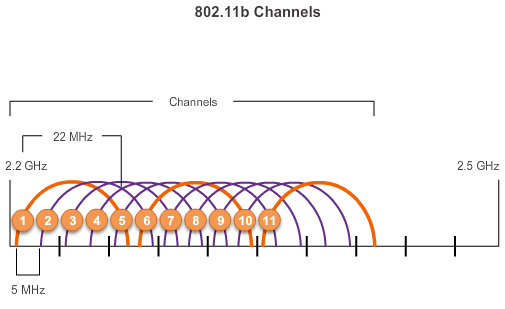 802.11b Channels
Channels
22 MHz
2.2 GHz
2.5 GHz
1 2 3 4 5 6 7 8 9 10 11
5 MHz